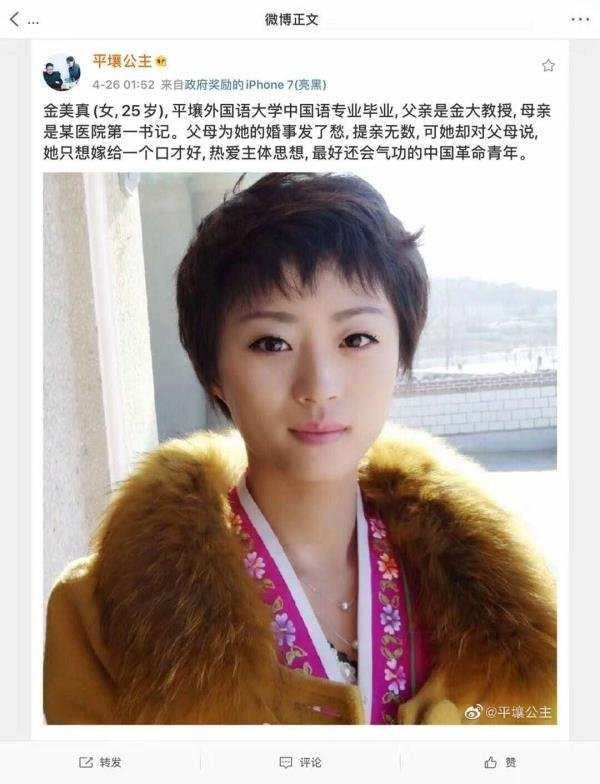 ...
微博正文
平壤公主
4-26 01:52 来自政府奖励的iPhone 7(亮黑)
金美真(女,25岁),平壤外国语大学中国语专业毕业,父亲是金大教授,母亲
是某医院第一书记。父母为她的婚事发了愁,提亲无数,可她却对父母说,
她只想嫁给一个口才好,热爱主体思想,最好还会气功的中国革命青年。
@平壤公主
转发 评论 赞